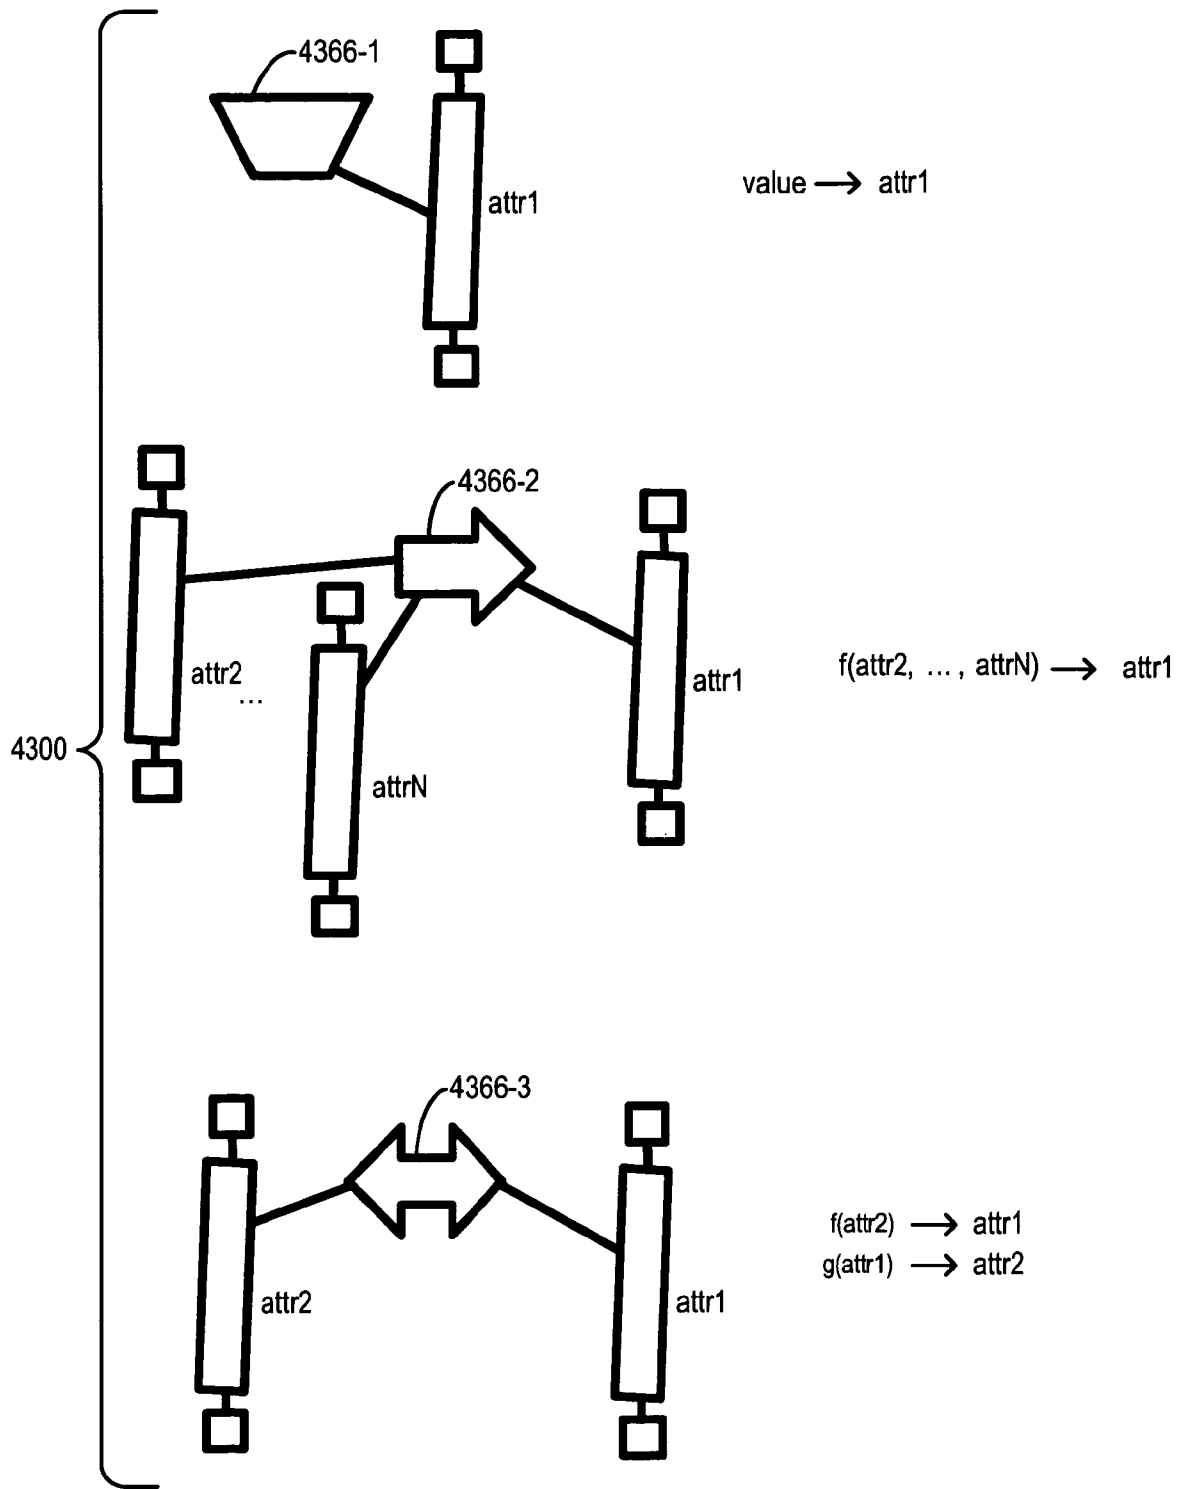 4366-1
attr1
value → attr1
4366-2
attr2
...
attrN
attr1
f(attr2, ... , attrN) → attr1
4300
4366-3
attr2
attr1
f(attr2) → attr1
g(attr1) → attr2